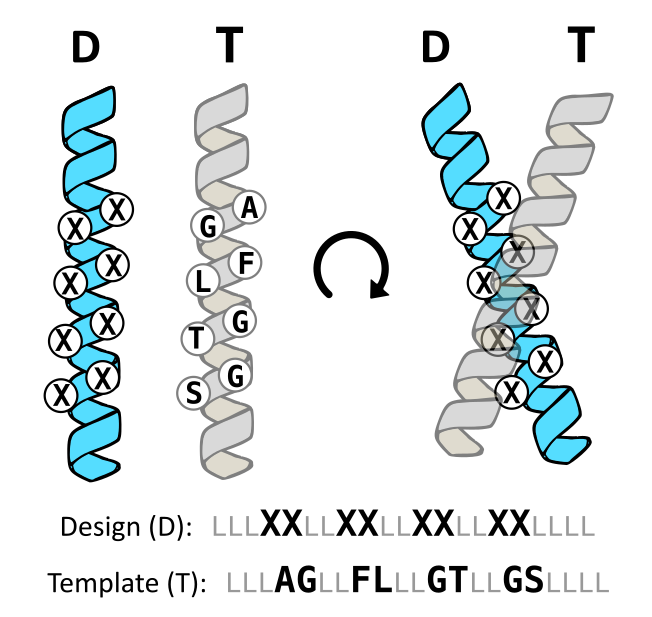 D T D T
X X G A X
X
X X L F X
X
X X T G X
X
X X S G X
X
Design (D): LLLXXLLXXLLXXLLXXLLLL
Template (T): LLLAGLLFLLLGTLLGSLLLL